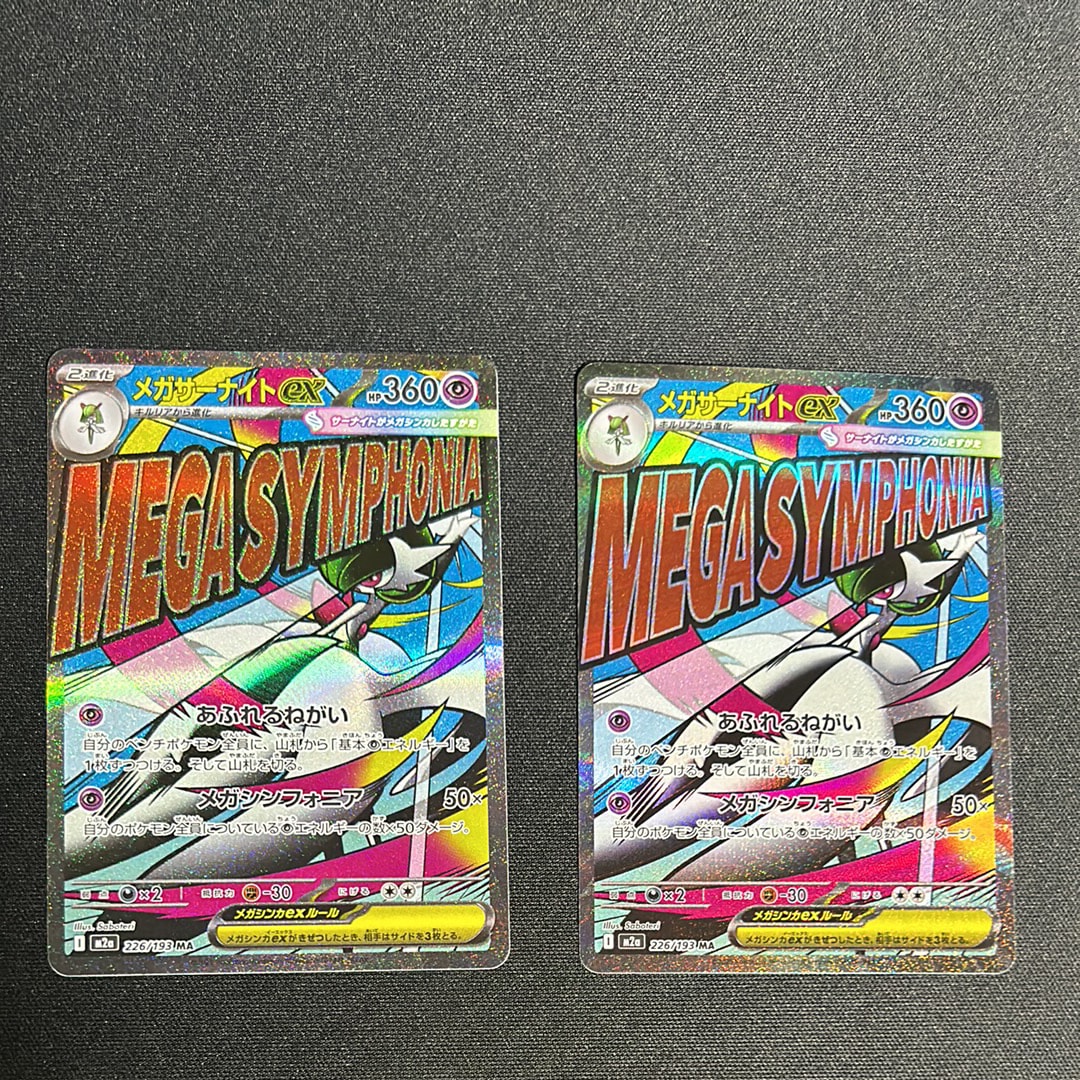 2進化
メガサーナイトex
HP360
キルリアから進化
サーナイトがメガシンカしたすがた
MEGASYMPHONIA
あふれるねがい
自分のベンチポケモン全員に、山札から「基本エネルギー」を
1枚ずつつける。そして山札を切る。
メガシンフォニア 50×
自分のポケモン全員についているエネルギーの数×50ダメージ。
弱点 ×2 抵抗力 -30 にげる
メガシンカexルール
メガシンカexがきぜつしたとき、相手はサイドを3枚とる。
Illus. Saboteri
I m2a 226/193 MA
2進化
メガサーナイトex
HP360
キルリアから進化
サーナイトがメガシンカしたすがた
MEGASYMPHONIA
あふれるねがい
自分のベンチポケモン全員に、山札から「基本エネルギー」を
1枚ずつつける。そして山札を切る。
メガシンフォニア 50×
自分のポケモン全員についているエネルギーの数×50ダメージ。
弱点 ×2 抵抗力 -30 にげる
メガシンカexルール
メガシンカexがきぜつしたとき、相手はサイドを3枚とる。
Illus. Saboteri
I m2a 226/193 MA